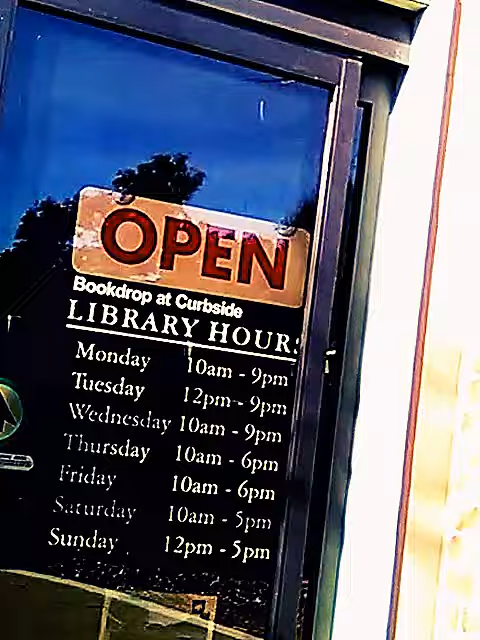 OPEN
Bookdrop at Curbside
LIBRARY HOURS
Monday 10am - 9pm
Tuesday 12pm - 9pm
Wednesday 10am - 9pm
Thursday 10am - 6pm
Friday 10am - 6pm
Saturday 10am - 5pm
Sunday 12pm - 5pm